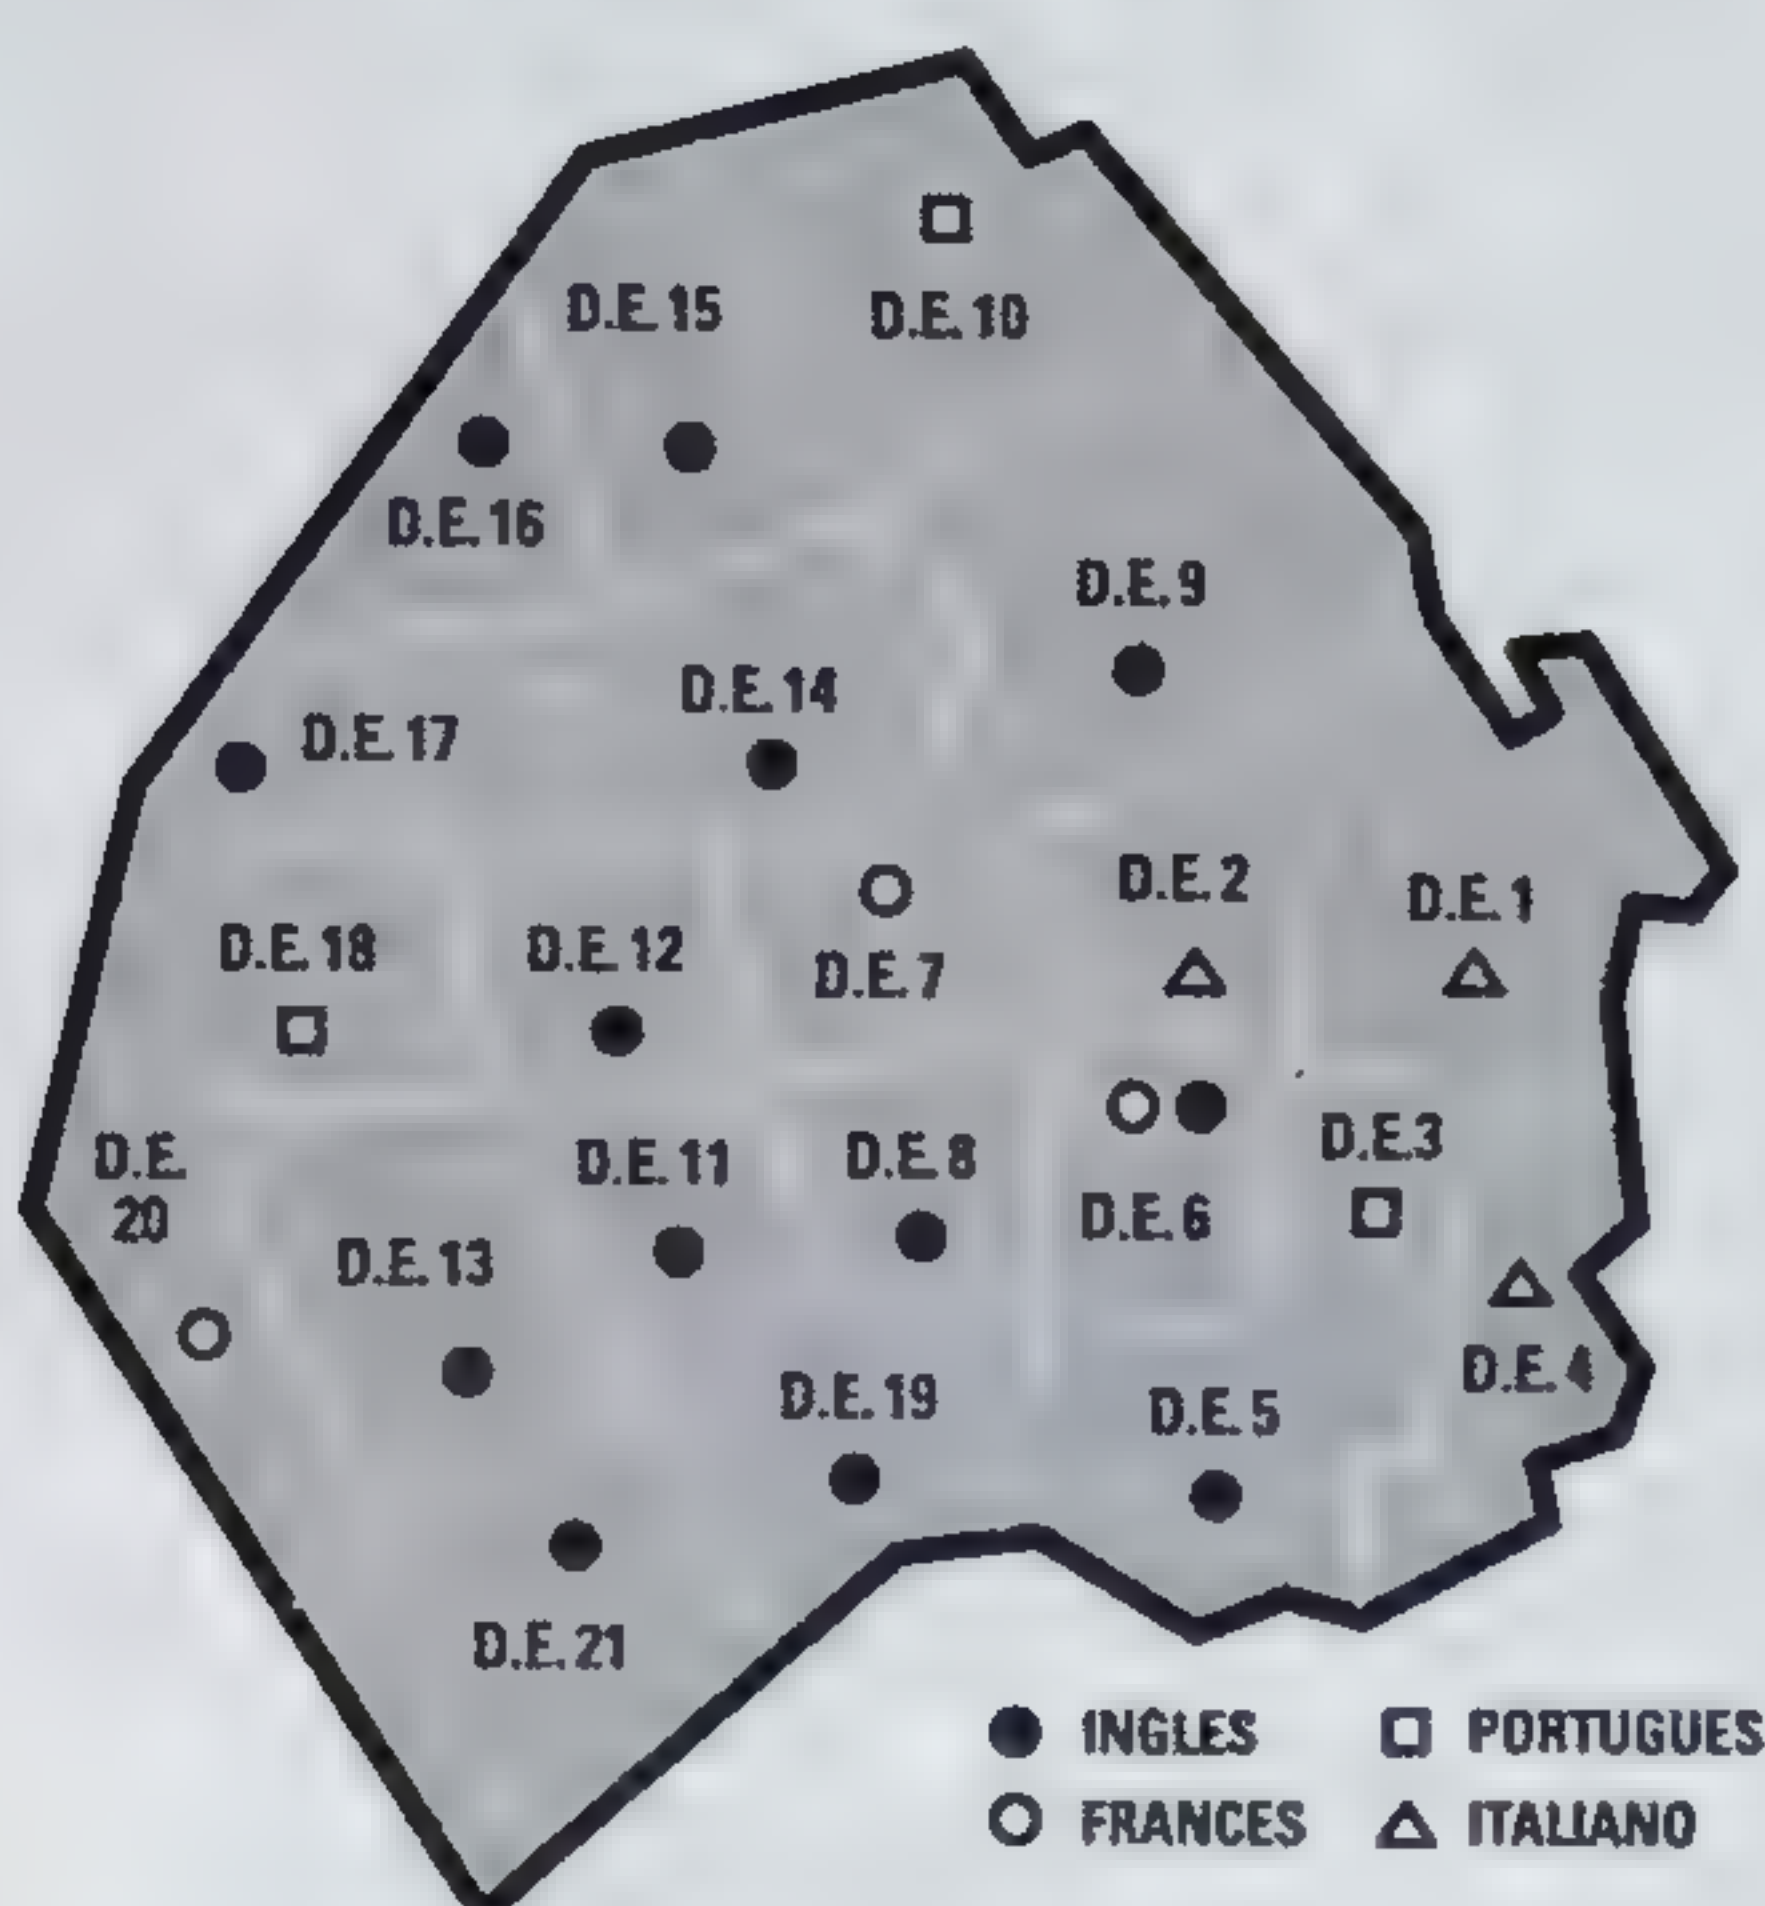 D.E. 15
D.E. 10
D.E. 16
D.E. 9
D.E. 14
D.E. 17
D.E. 2
D.E. 1
D.E. 18
D.E. 12
D.E. 7
D.E.
20
D.E. 11
D.E. 8
D.E.3
D.E. 6
D.E. 13
D.E. 4
D.E. 19
D.E. 5
D.E. 21
INGLES
PORTUGUES
FRANCES
ITALIANO